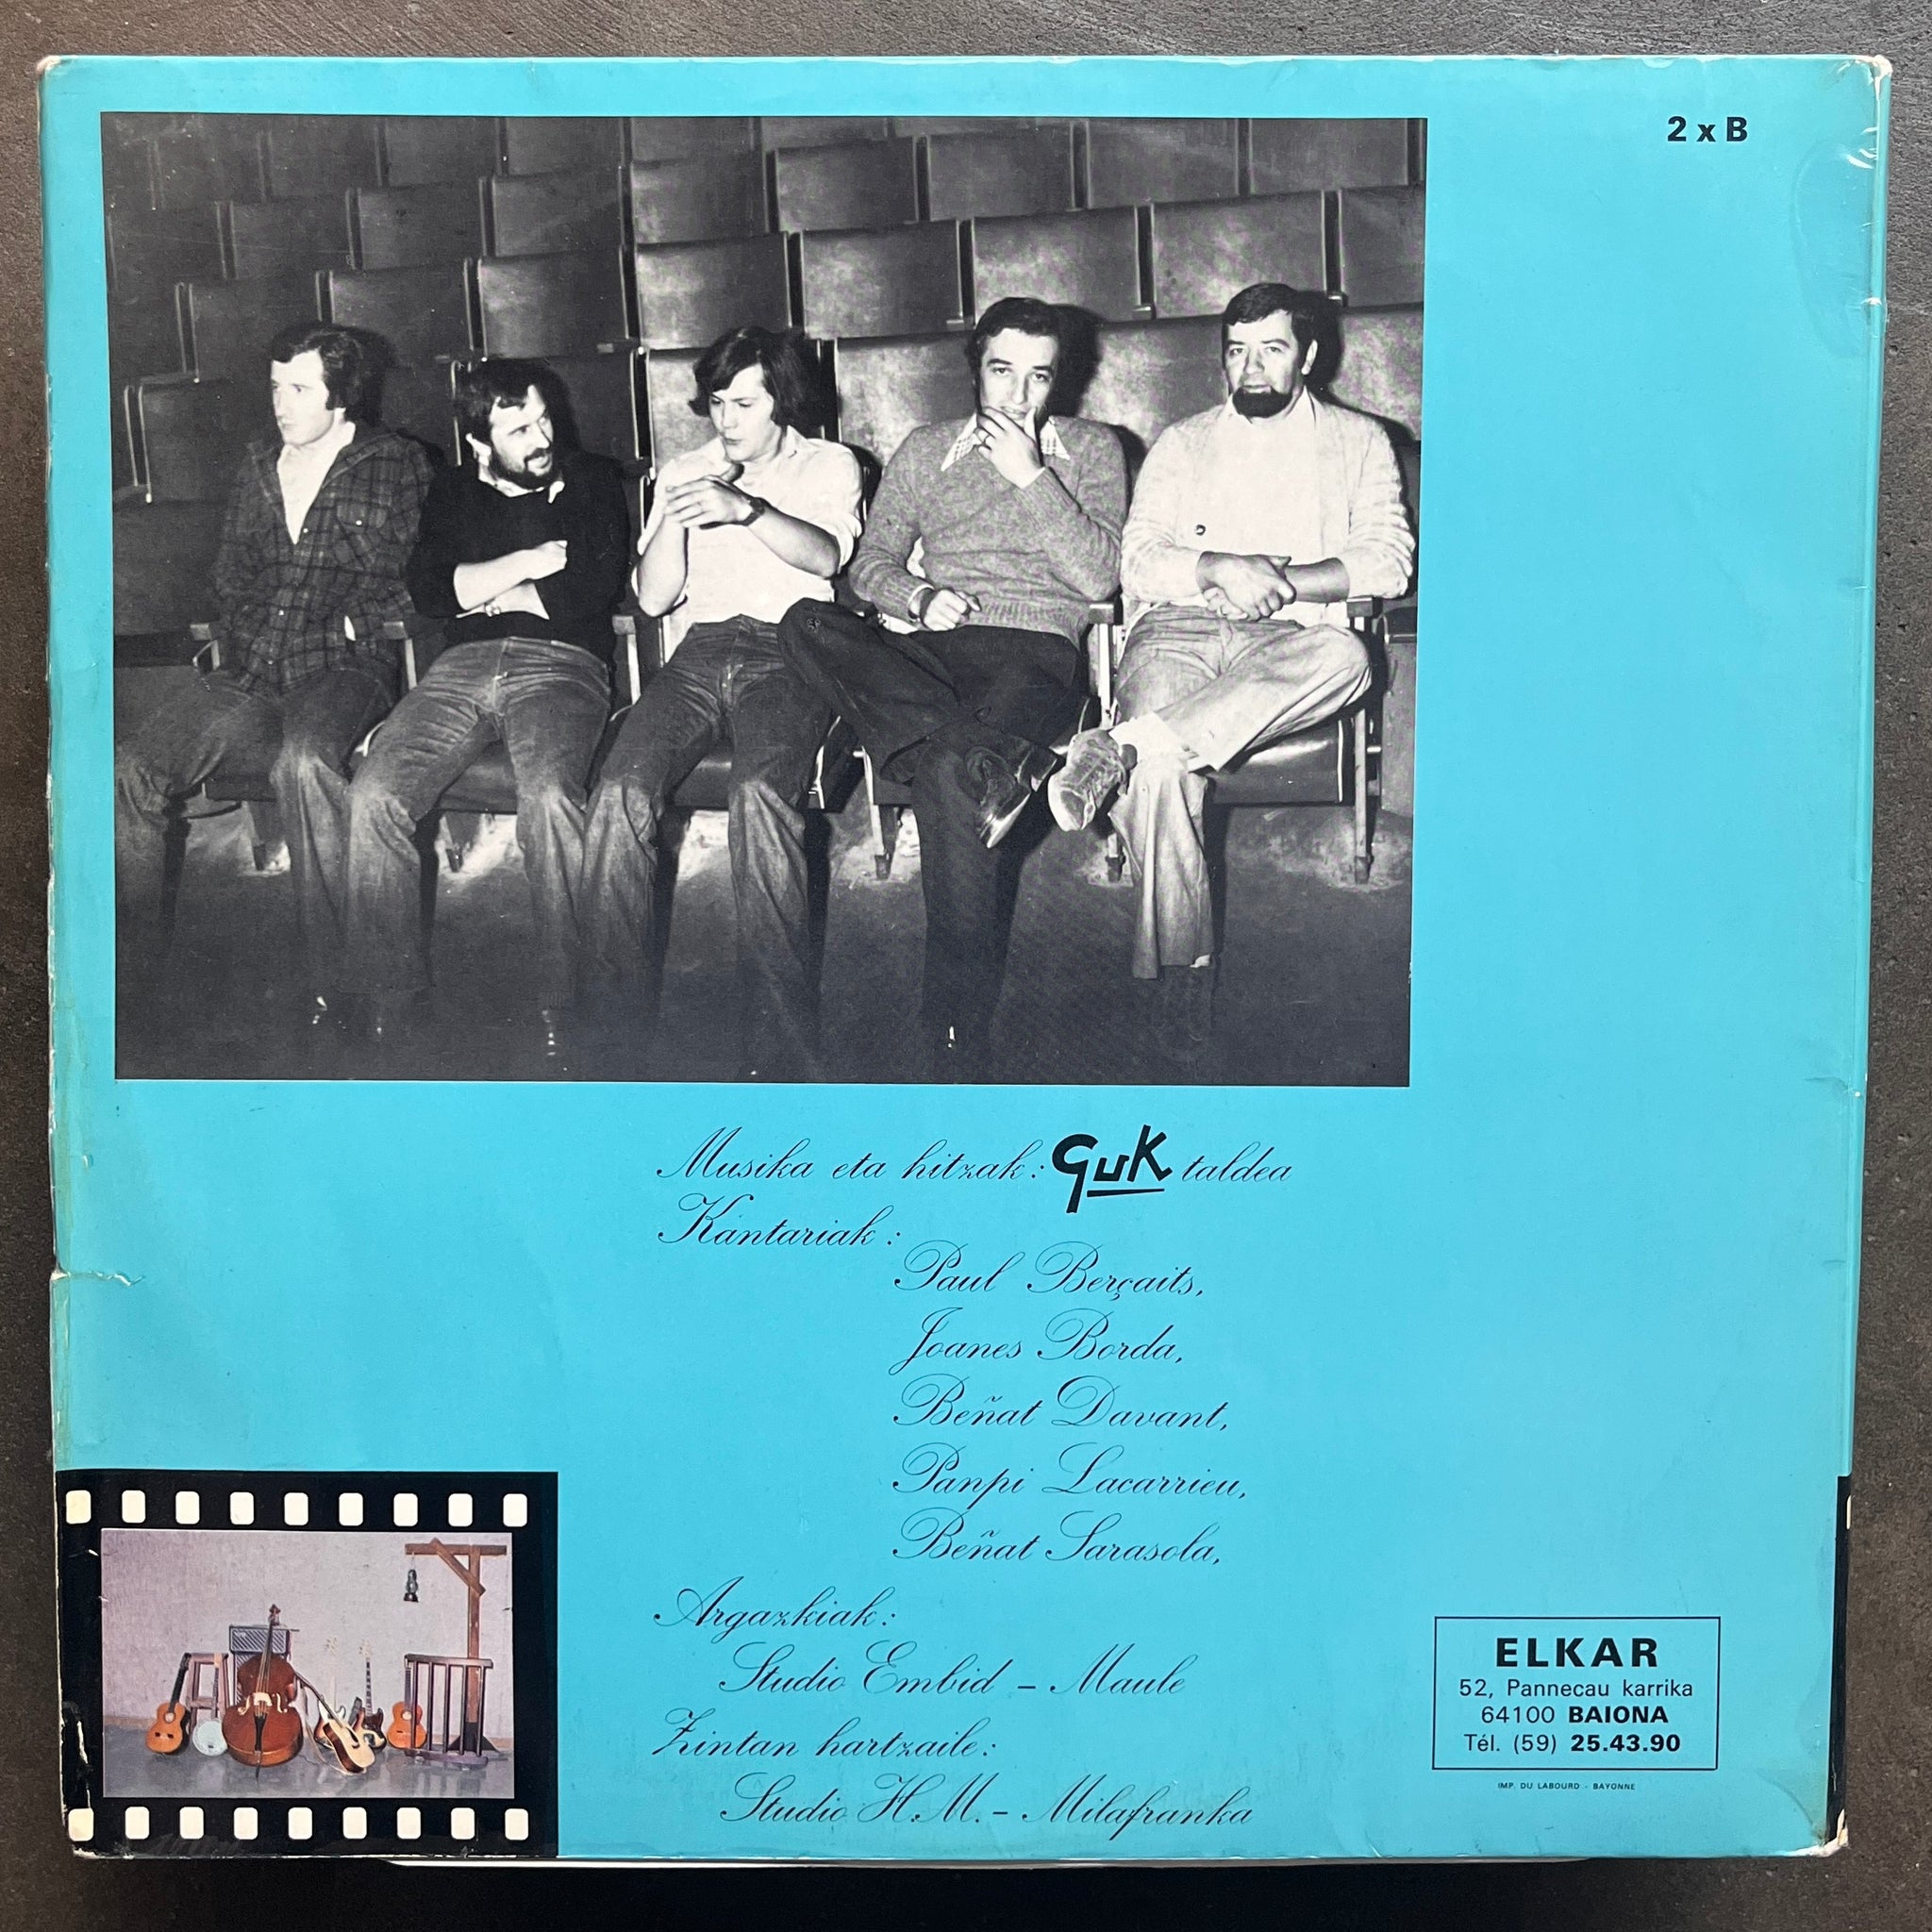 2 x B
Musika eta hitzak: Guk taldea
Kantariak :
Paul Berçaits,
Joanes Borda,
Beñat Davant,
Panpi Lacarrieu,
Beñat Sarasola,
Argazkiak :
Studio Embid - Maule
Zintan hartzaile :
Studio H.M. - Milafranka
ELKAR
52, Pannecau karrika
64100 BAIONA
Tél. (59) 25.43.90
IMP. DU LABOURD - BAYONNE